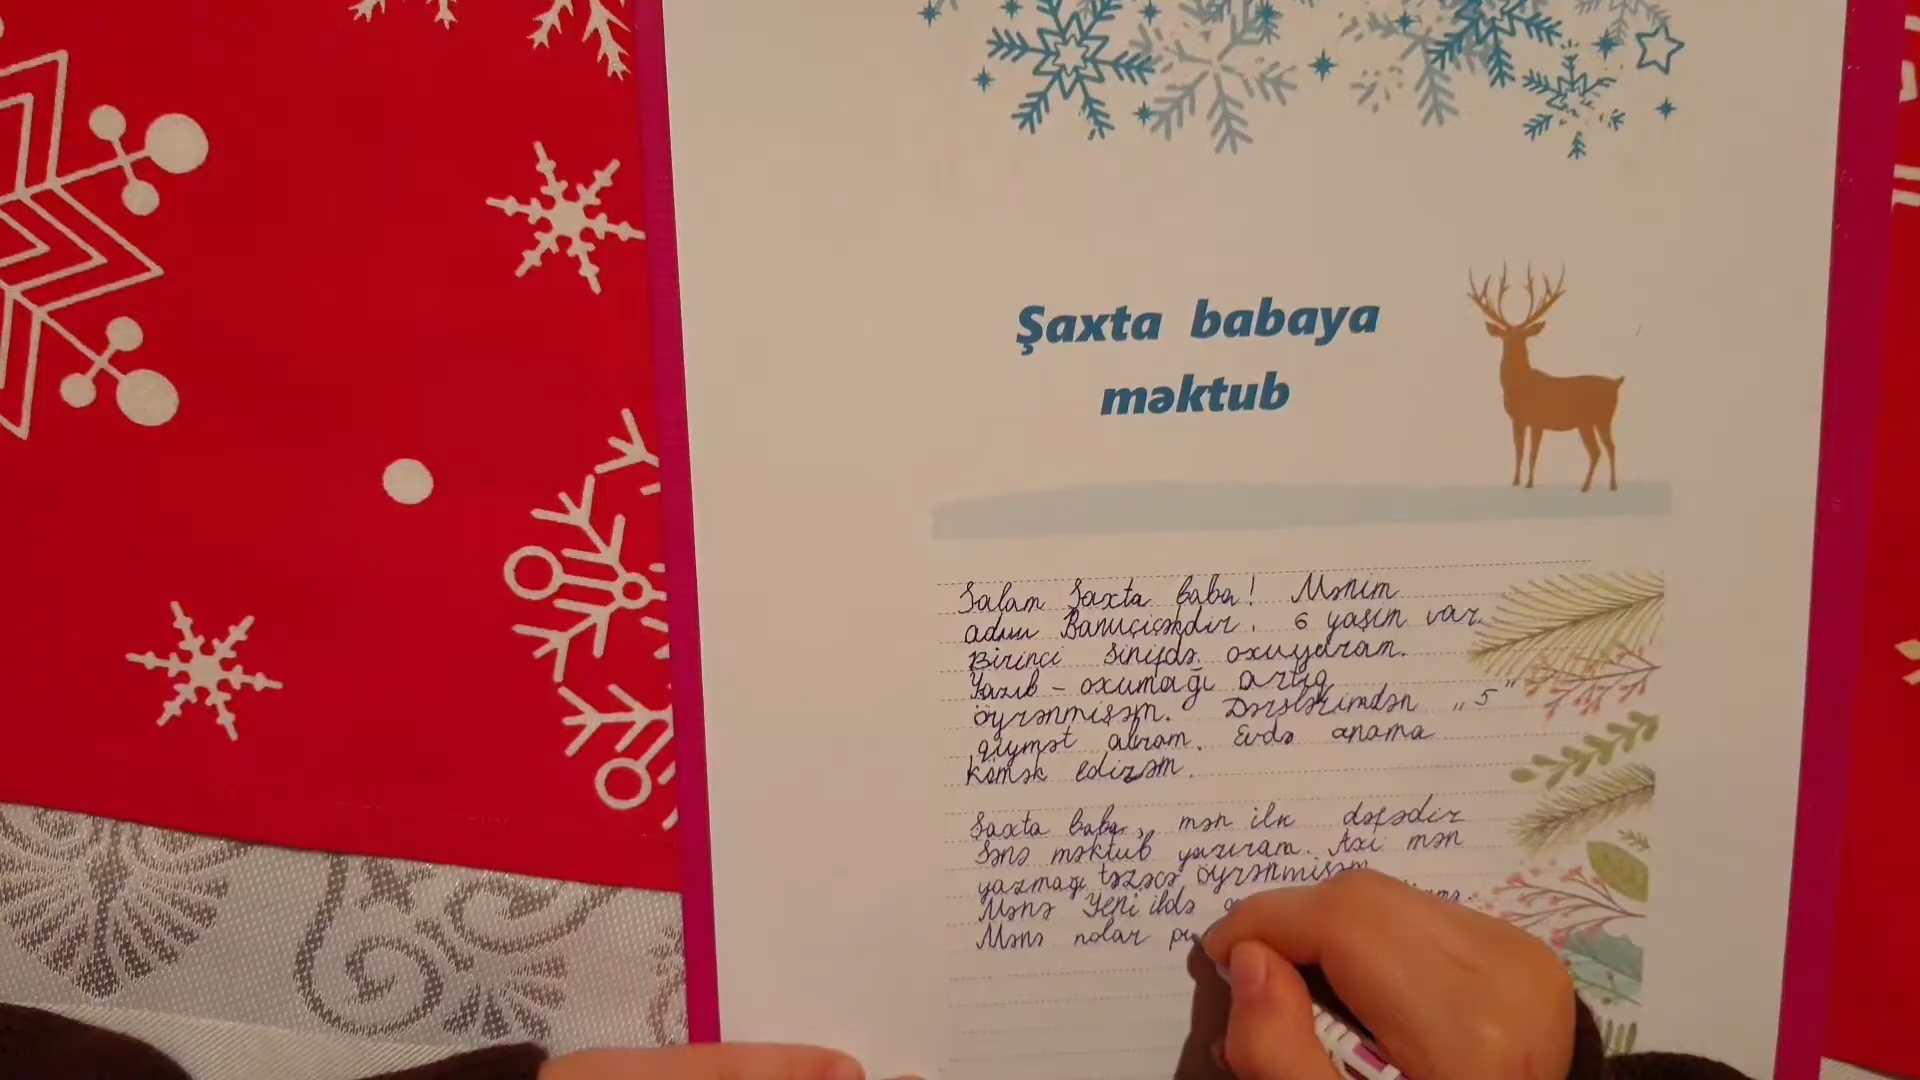 Şaxta babaya
məktub
Salam Şaxta baba! Mənim
adım Banuçiçəkdir. 6 yaşım var.
Birinci sinifdə oxuyuram.
Yazıb - oxumağı artıq
öyrənmişəm. Dərslərimdən „5"
qiymət alıram. Evdə anama
kömək edirəm.
Şaxta baba, mən ilk dəfədir
Sənə məktub yazıram. Axı mən
yazmağı təzəcə öyrənmişəm
Mənə Yeni ildə
Mənə nolar